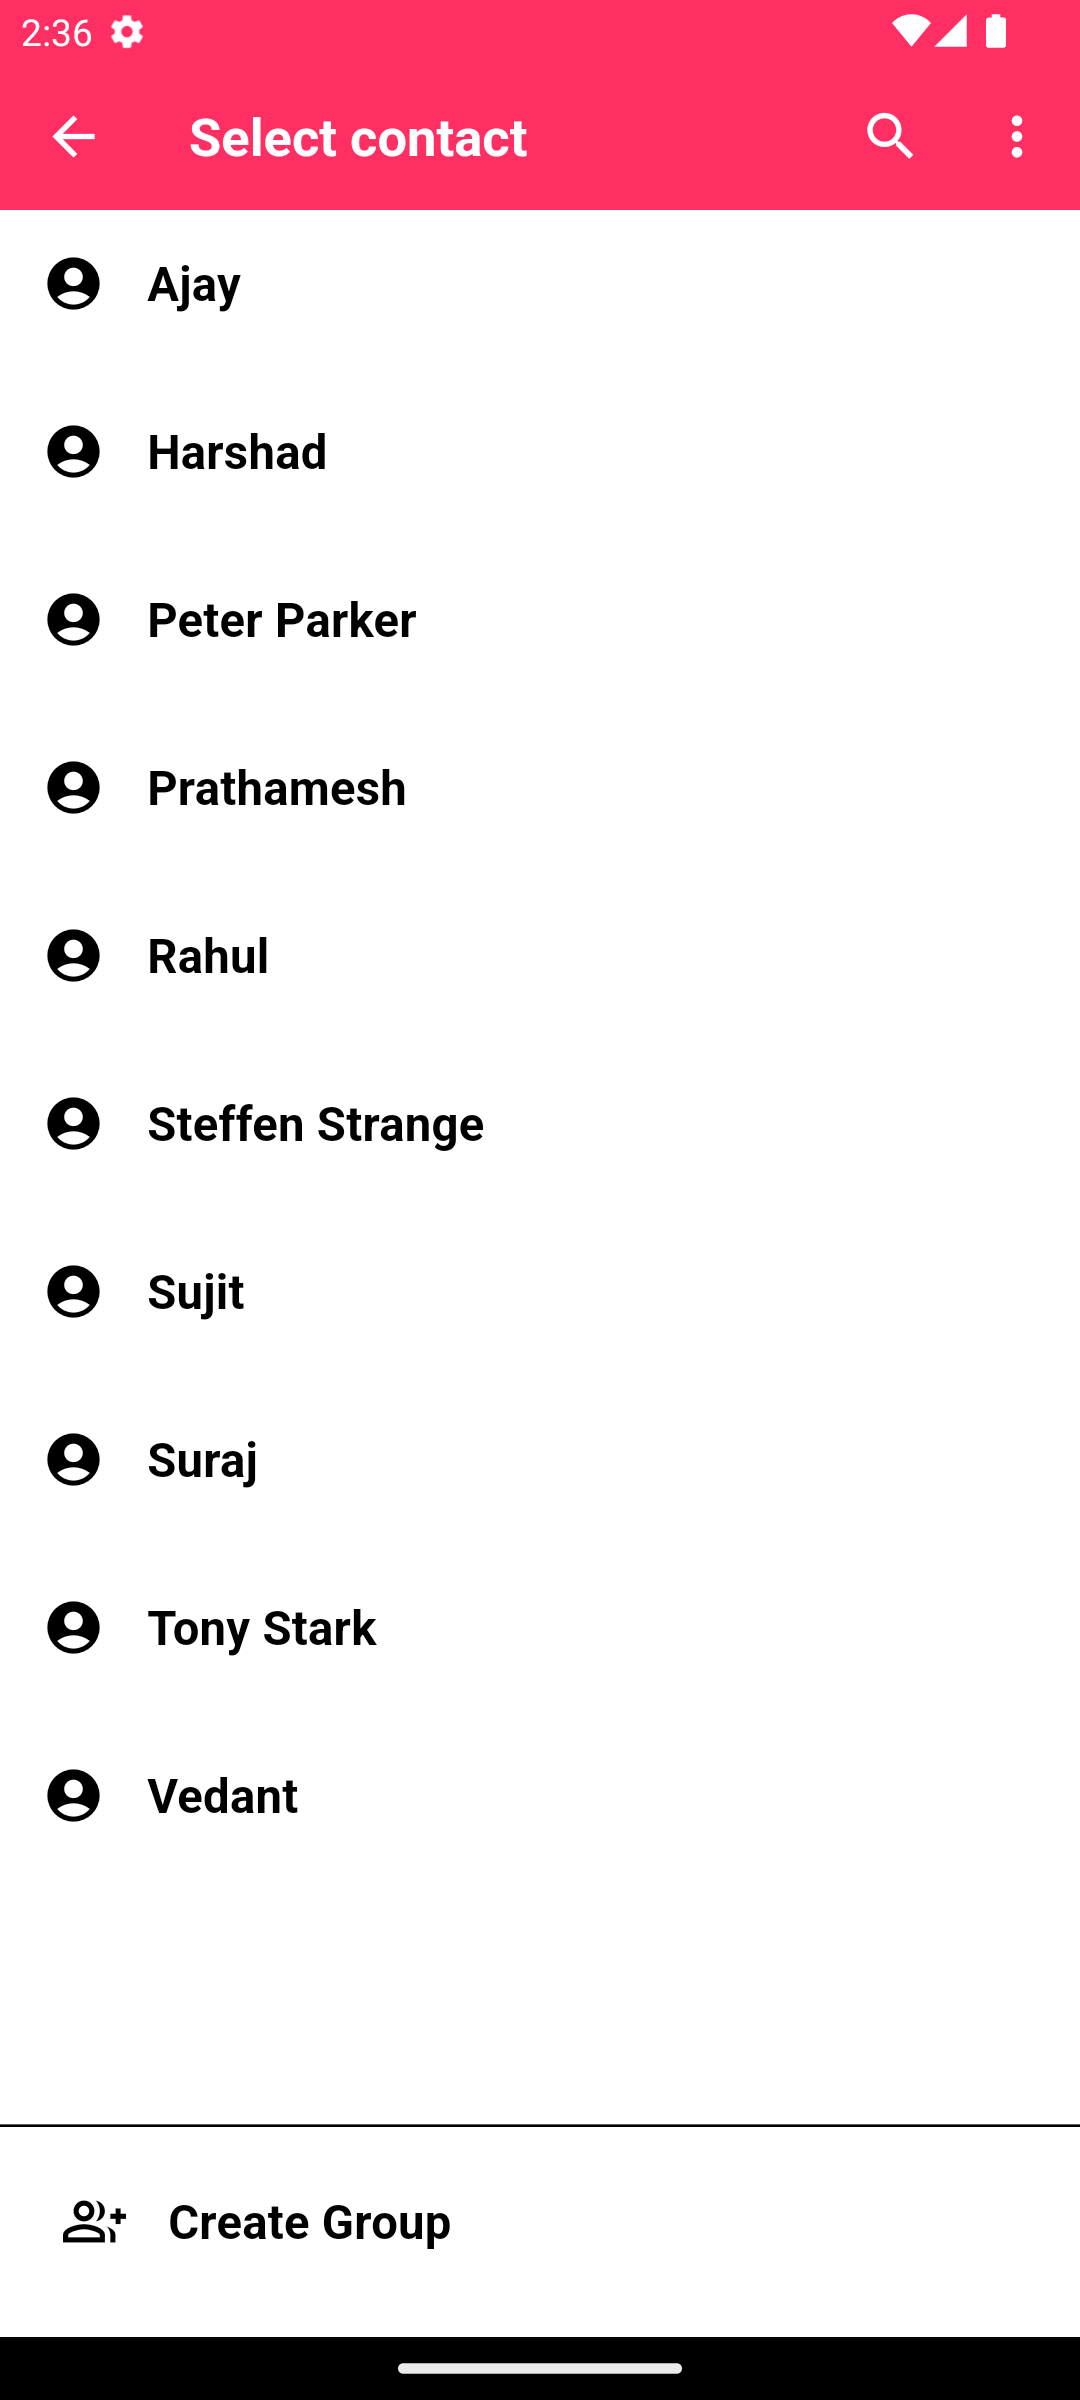 2:36
Select contact
Ajay
Harshad
Peter Parker
Prathamesh
Rahul
Steffen Strange
Sujit
Suraj
Tony Stark
Vedant
Create Group